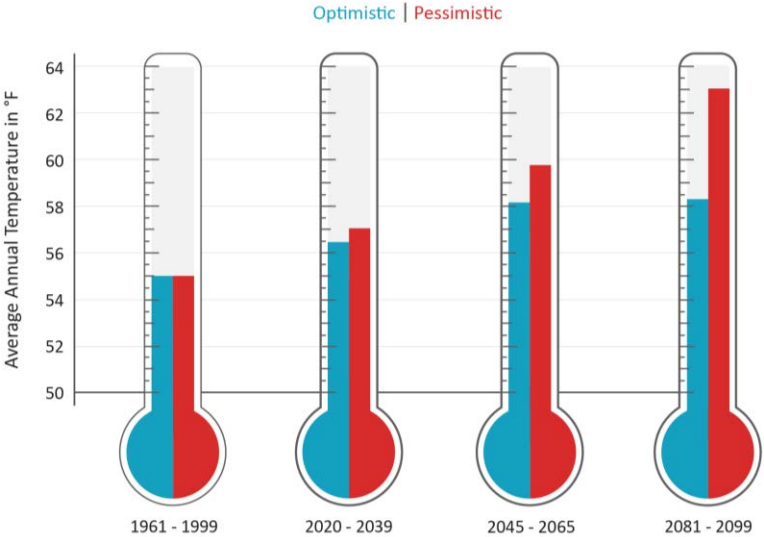 Optimistic | Pessimistic
Average Annual Temperature in °F
64
62
60
58
56
54
52
50
1961 - 1999
2020 - 2039
2045 - 2065
2081 - 2099